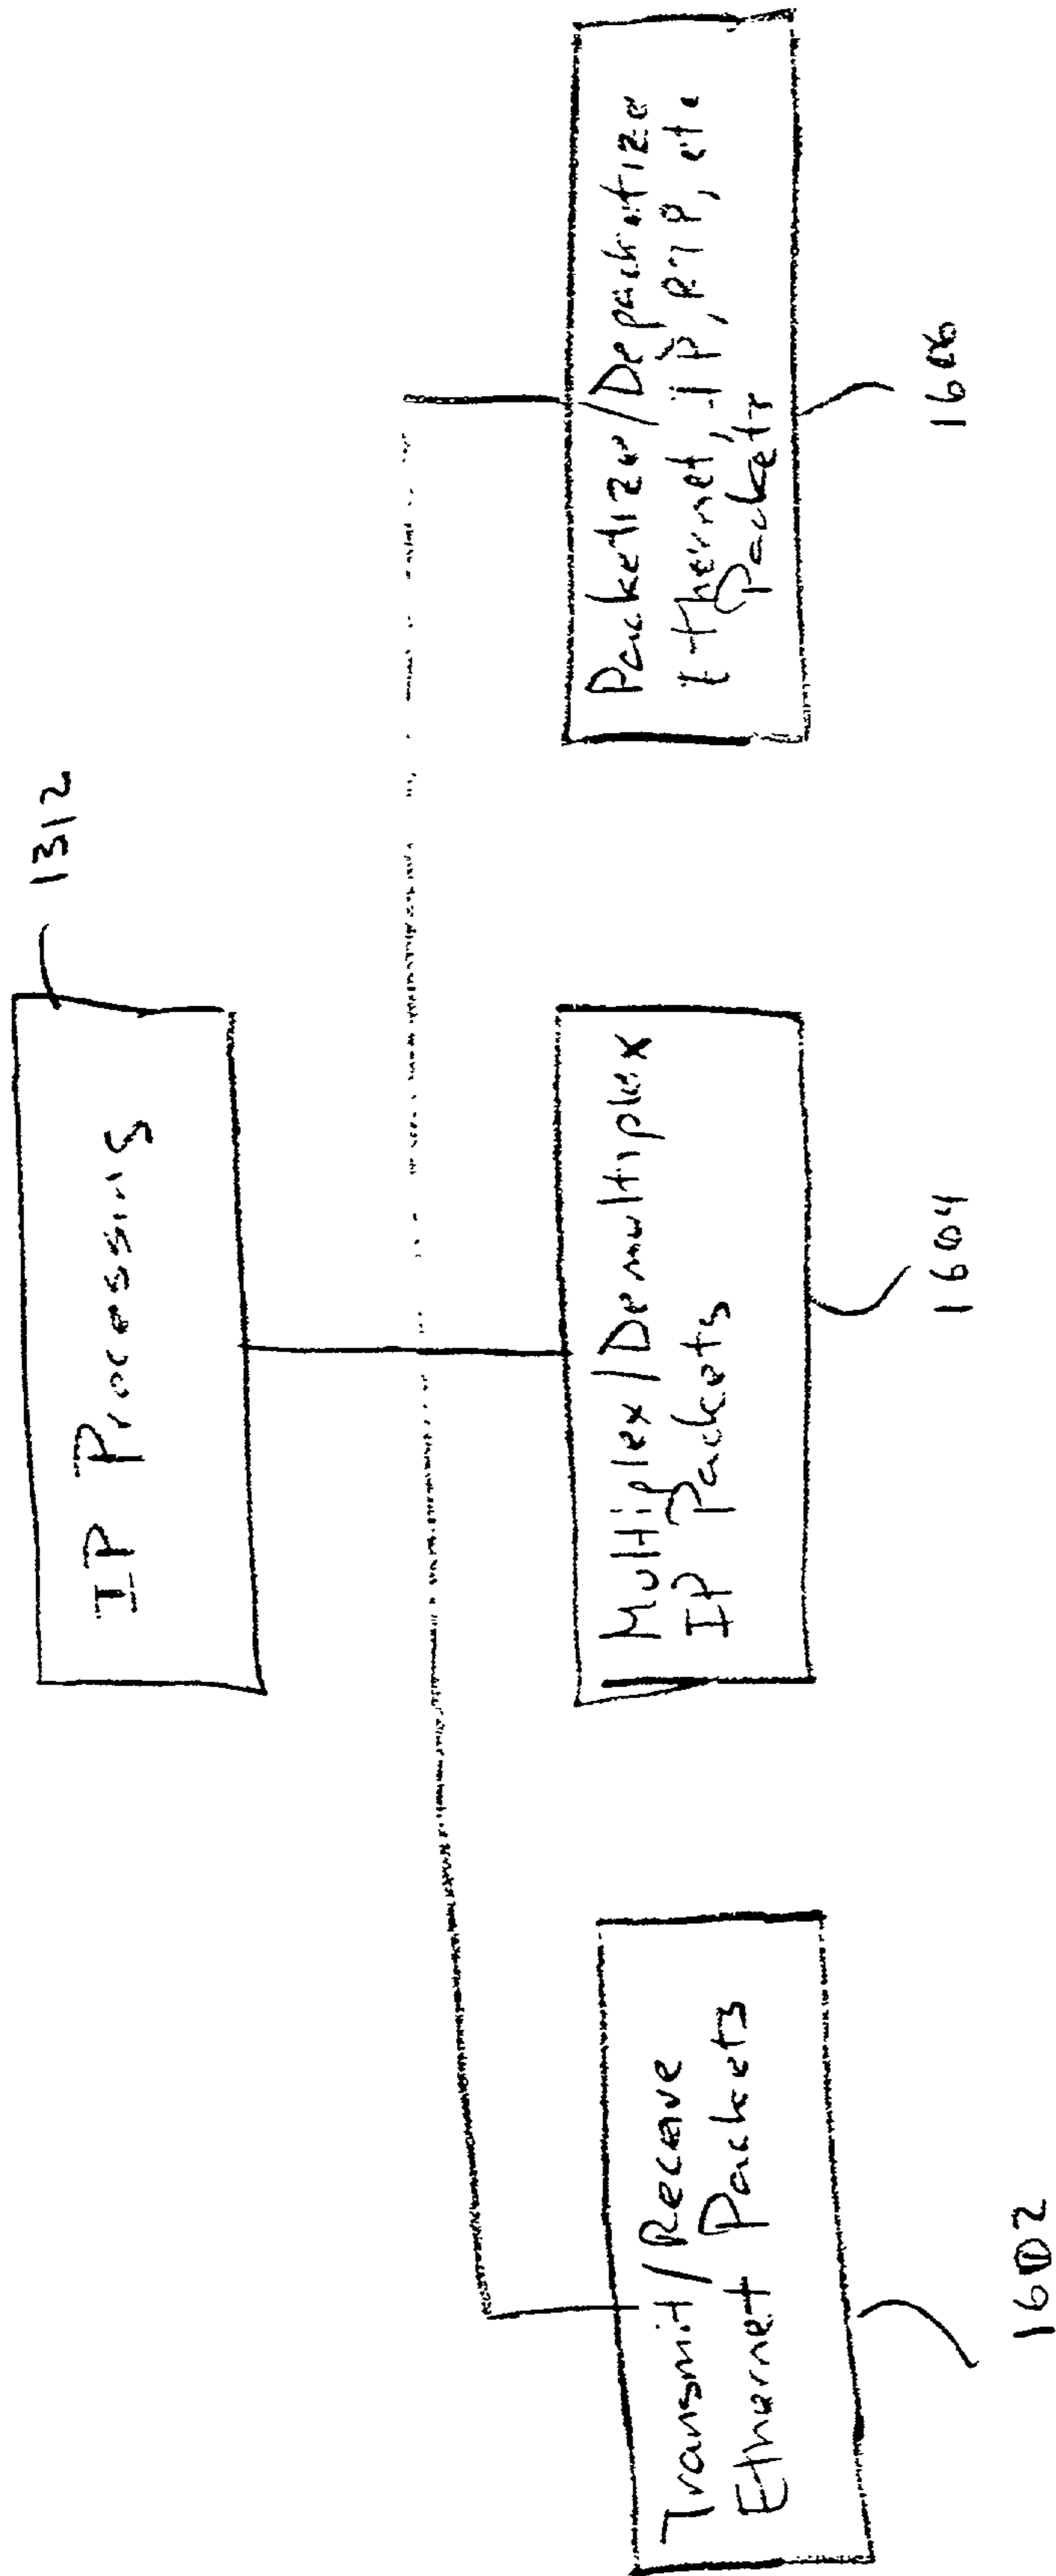 IP Processing
1312
Transmit/Receive
Ethernet Packets
1602
Multiplex/Demultiplex
IP Packets
1604
Packetize/Depacketize
Ethernet, IP, RTP, etc
Packets
1606